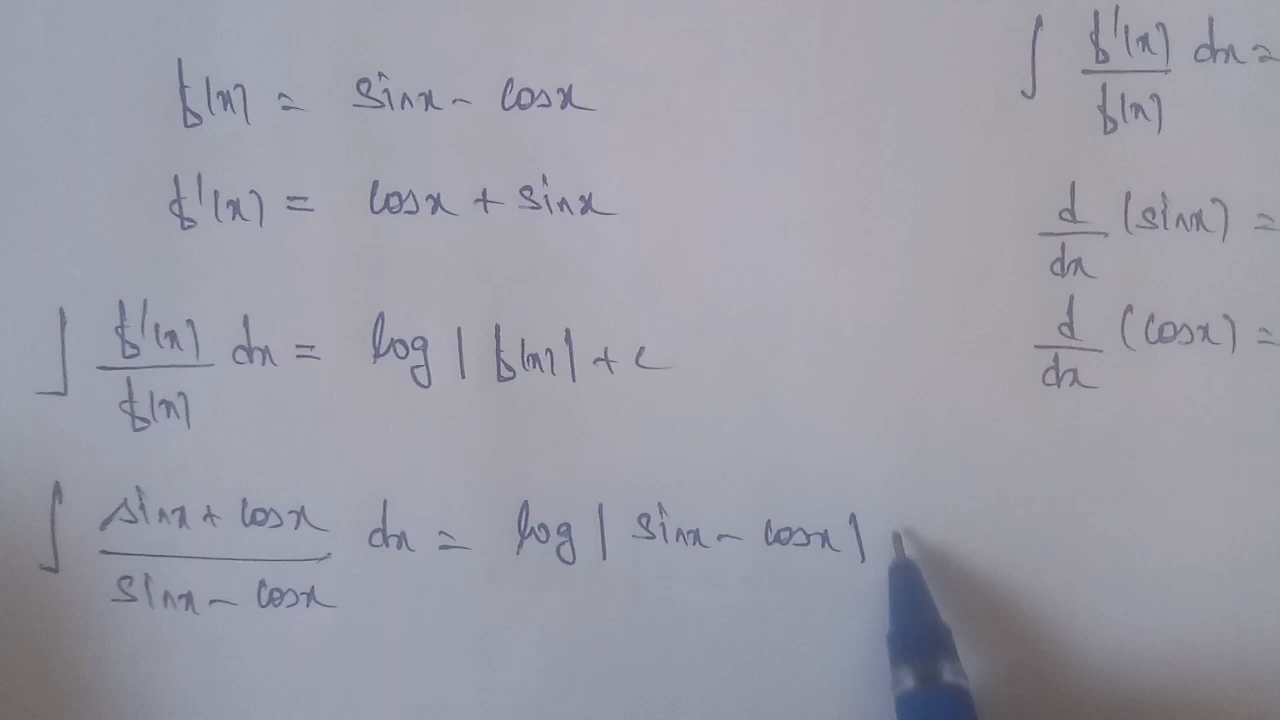 f(x) = sinx - cosx
f'(x) = cosx + sinx
∫ f'(x)/f(x) dx = log | f(x) | + c
∫ sinx + cosx / sinx - cosx dx = log | sinx - cosx |
∫ f'(x)/f(x) dx =
d/dx (sinx) =
d/dx (cosx) =